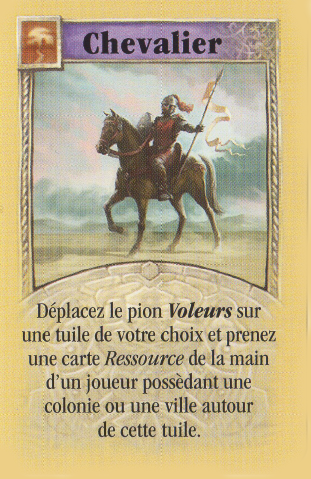 Chevalier
Déplacez le pion Voleurs sur
une tuile de votre choix et prenez
une carte Ressource de la main
d'un joueur possèdant une
colonie ou une ville autour
de cette tuile.